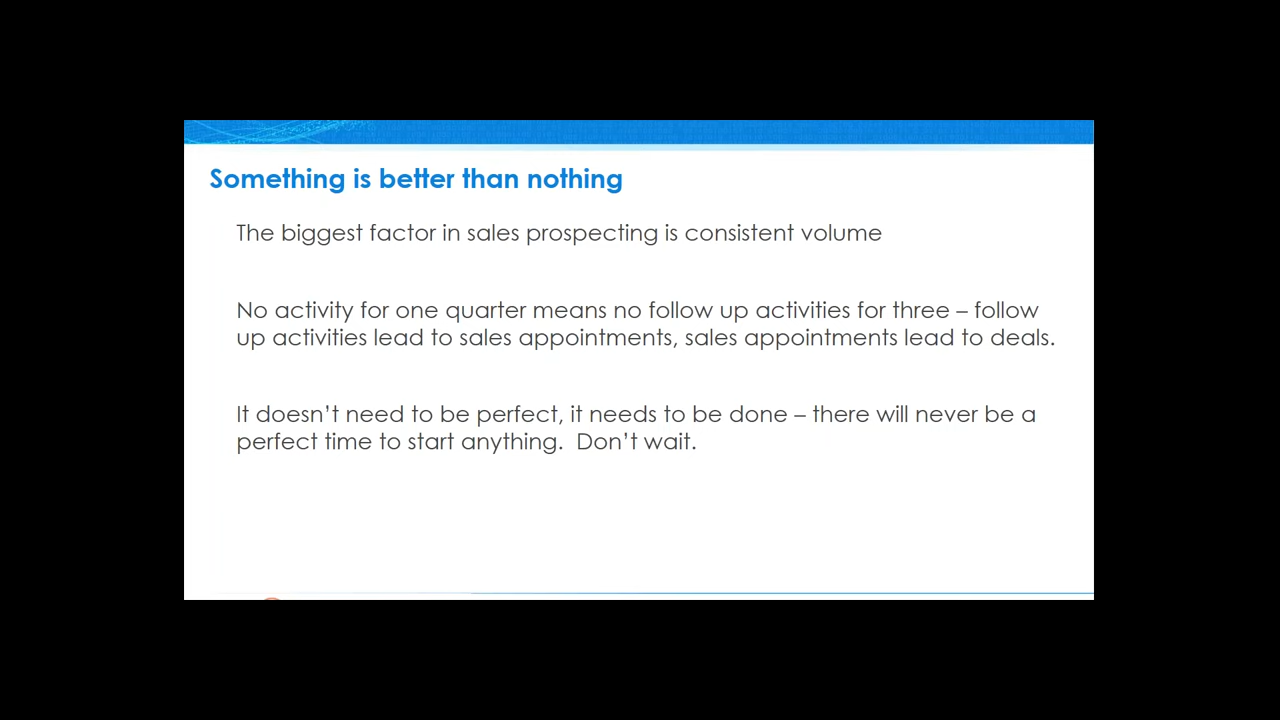 Something is better than nothing
The biggest factor in sales prospecting is consistent volume
No activity for one quarter means no follow up activities for three – follow
up activities lead to sales appointments, sales appointments lead to deals.
It doesn’t need to be perfect, it needs to be done – there will never be a
perfect time to start anything.  Don’t wait.